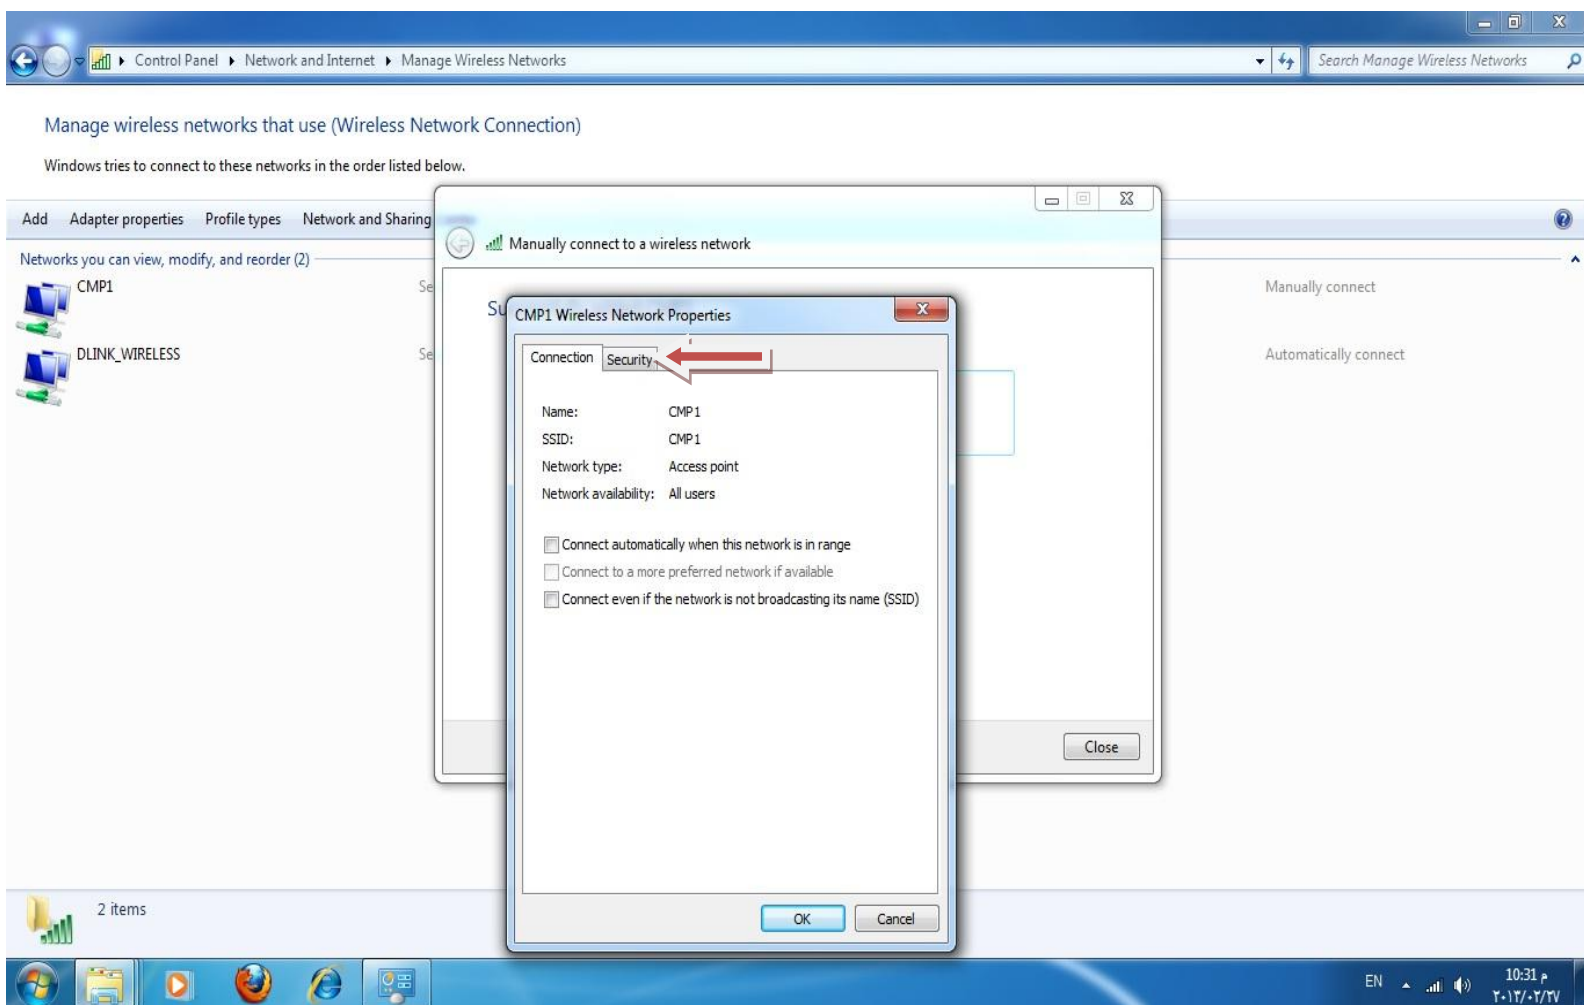 Control Panel Network and Internet Manage Wireless Networks
Search Manage Wireless Networks
Manage wireless networks that use (Wireless Network Connection)
Windows tries to connect to these networks in the order listed below.
Add Adapter properties Profile types Network and Sharing
Networks you can view, modify, and reorder (2)
CMP1 Se Manually connect
DLINK_WIRELESS Se Automatically connect
Manually connect to a wireless network
Su
CMP1 Wireless Network Properties
Connection Security
Name: CMP1
SSID: CMP1
Network type: Access point
Network availability: All users
Connect automatically when this network is in range
Connect to a more preferred network if available
Connect even if the network is not broadcasting its name (SSID)
Close
OK Cancel
2 items
EN
10:31 م
٢٠١٣/٠٢/٢٧